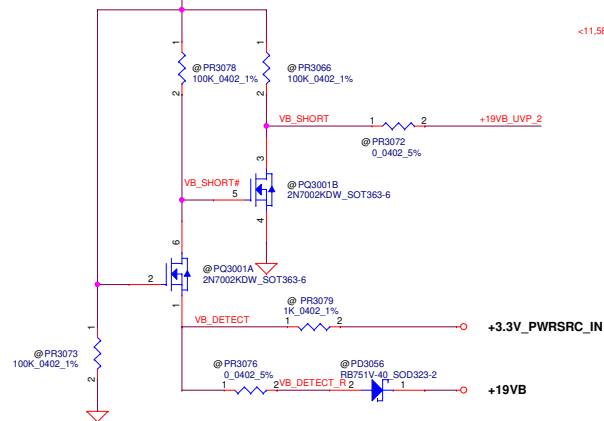 <11,58
1
@PR3078
100K_0402_1%
2
1
@PR3066
100K_0402_1%
2
VB_SHORT
1
2
+19VB_UVP_2
@PR3072
0_0402_5%
3
VB_SHORT#
5
@PQ3001B
2N7002KDW_SOT363-6
4
6
2
@PQ3001A
2N7002KDW_SOT363-6
1
VB_DETECT
@PR3079
1K_0402_1%
1
2
+3.3V_PWRSRC_IN
1
@PR3073
100K_0402_1%
2
@PR3076
0_0402_5%
1
2
VB_DETECT_R
@PD3056
RB751V-40_SOD323-2
2
1
+19VB